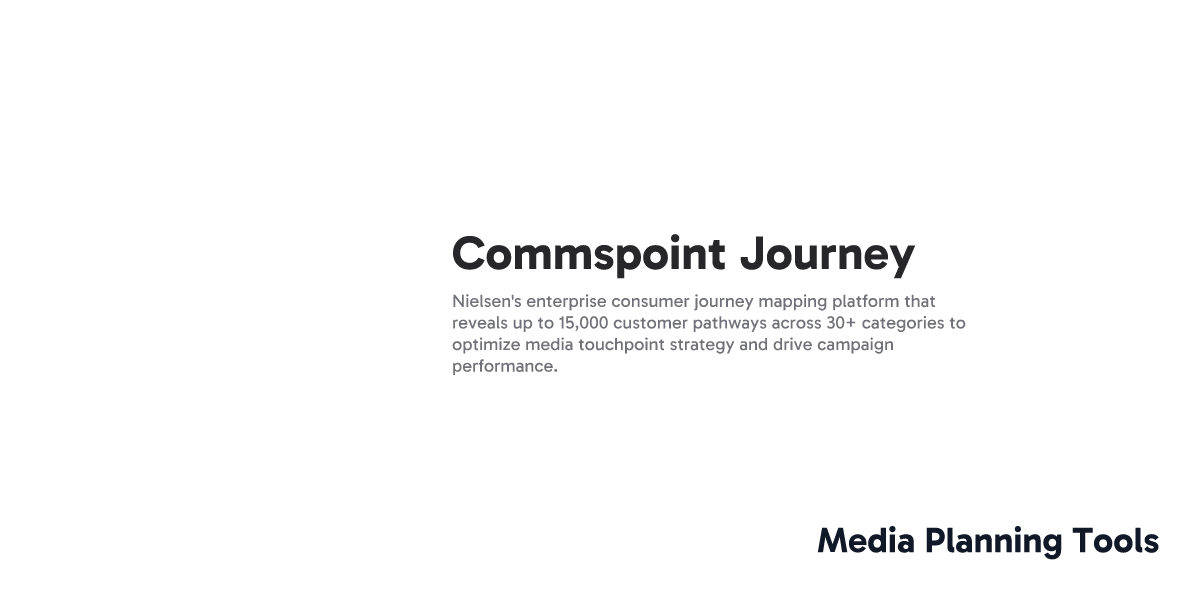 Commspoint Journey
Nielsen's enterprise consumer journey mapping platform that
reveals up to 15,000 customer pathways across 30+ categories to
optimize media touchpoint strategy and drive campaign
performance.
Media Planning Tools